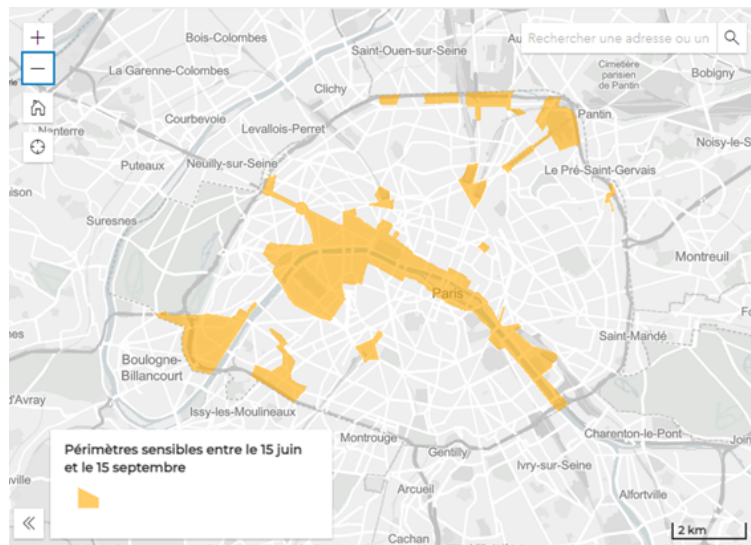 Bois-Colombes
Saint-Ouen-sur-Seine
Au
Rechercher une adresse ou un
La Garenne-Colombes
Clichy
Cimetière
parisien
de Pantin
Bobigny
Courbevoie
Levallois-Perret
Pantin
Nanterre
Noisy-le-S
Puteaux
Neuilly-sur-Seine
Le Pré-Saint-Gervais
Suresnes
Montreuil
Paris
Saint-Mandé
Boulogne-
Billancourt
d'Avray
Issy-les-Moulineaux
Montrouge
Gentilly
Charenton-le-Pont
Join
Ivry-sur-Seine
Cachan
Arcueil
Alfortville
Périmètres sensibles entre le 15 juin
et le 15 septembre
2 km